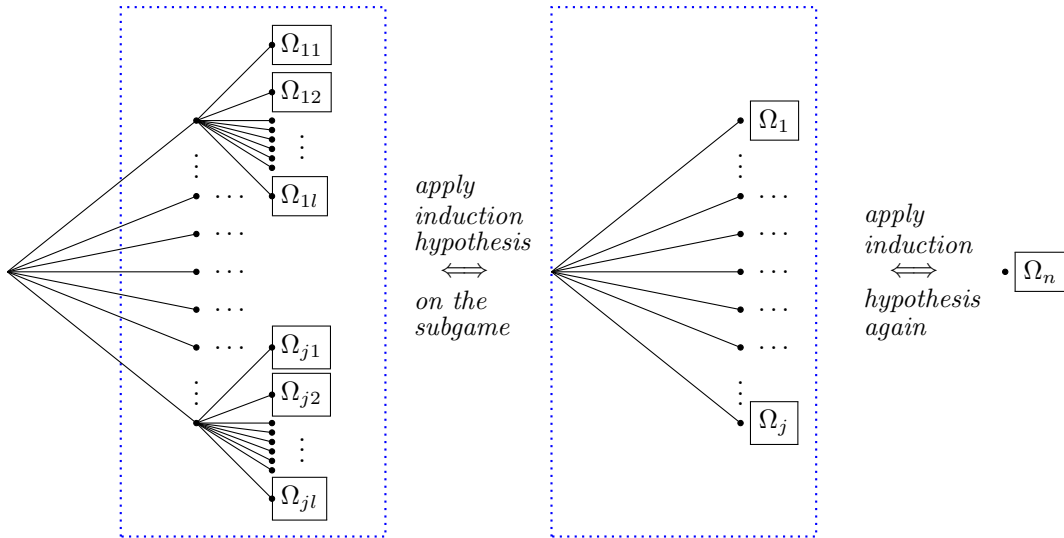 Ω₁₁
Ω₁₂
⋮
Ω₁ₗ
⋮
⋯
⋯
⋯
⋯
⋯
⋮
Ωⱼ₁
Ωⱼ₂
⋮
Ωⱼₗ
apply
induction
hypothesis
⟺
on the
subgame
Ω₁
⋮
⋯
⋯
⋯
⋯
⋯
⋮
Ωⱼ
apply
induction
⟺
hypothesis
again
Ωₙ